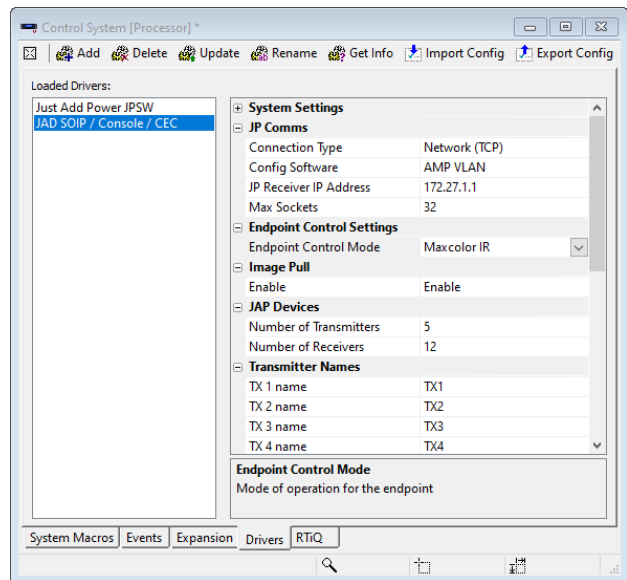 Control System [Processor] *
Add Delete Update Rename Get Info Import Config Export Config
Loaded Drivers:
Just Add Power JPSW
JAD SOIP / Console / CEC
System Settings
JP Comms
Connection Type Network (TCP)
Config Software AMP VLAN
JP Receiver IP Address 172.27.1.1
Max Sockets 32
Endpoint Control Settings
Endpoint Control Mode Maxcolor IR
Image Pull
Enable Enable
JAP Devices
Number of Transmitters 5
Number of Receivers 12
Transmitter Names
TX 1 name TX1
TX 2 name TX2
TX 3 name TX3
TX 4 name TX4
Endpoint Control Mode
Mode of operation for the endpoint
System Macros Events Expansion Drivers RTiQ